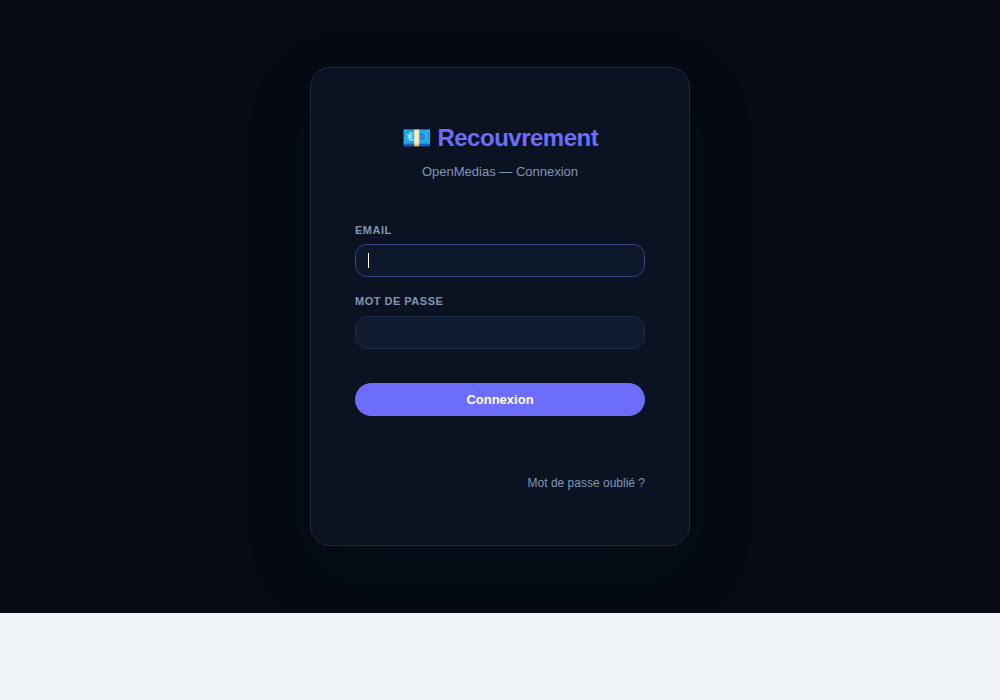 💶 Recouvrement
OpenMedias — Connexion
EMAIL
MOT DE PASSE
Connexion
Mot de passe oublié ?